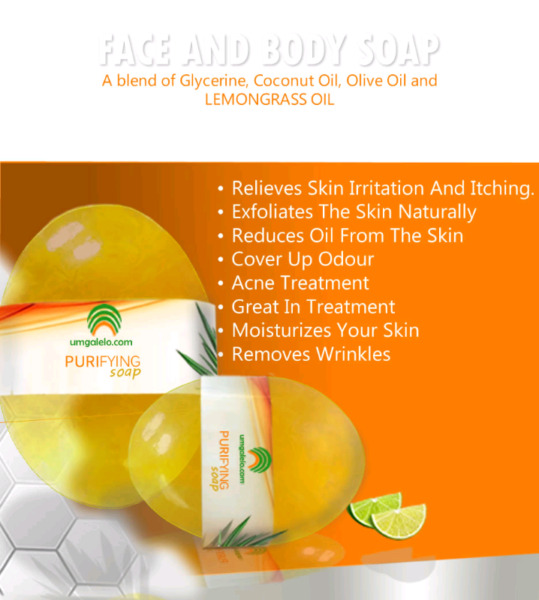 FACE AND BODY SOAP
A blend of Glycerine, Coconut Oil, Olive Oil and
LEMONGRASS OIL
• Relieves Skin Irritation And Itching.
• Exfoliates The Skin Naturally
• Reduces Oil From The Skin
• Cover Up Odour
• Acne Treatment
• Great In Treatment
• Moisturizes Your Skin
• Removes Wrinkles
umgalelo.com
PURIFYING
soap
umgalelo.com
PURIFYING
soap